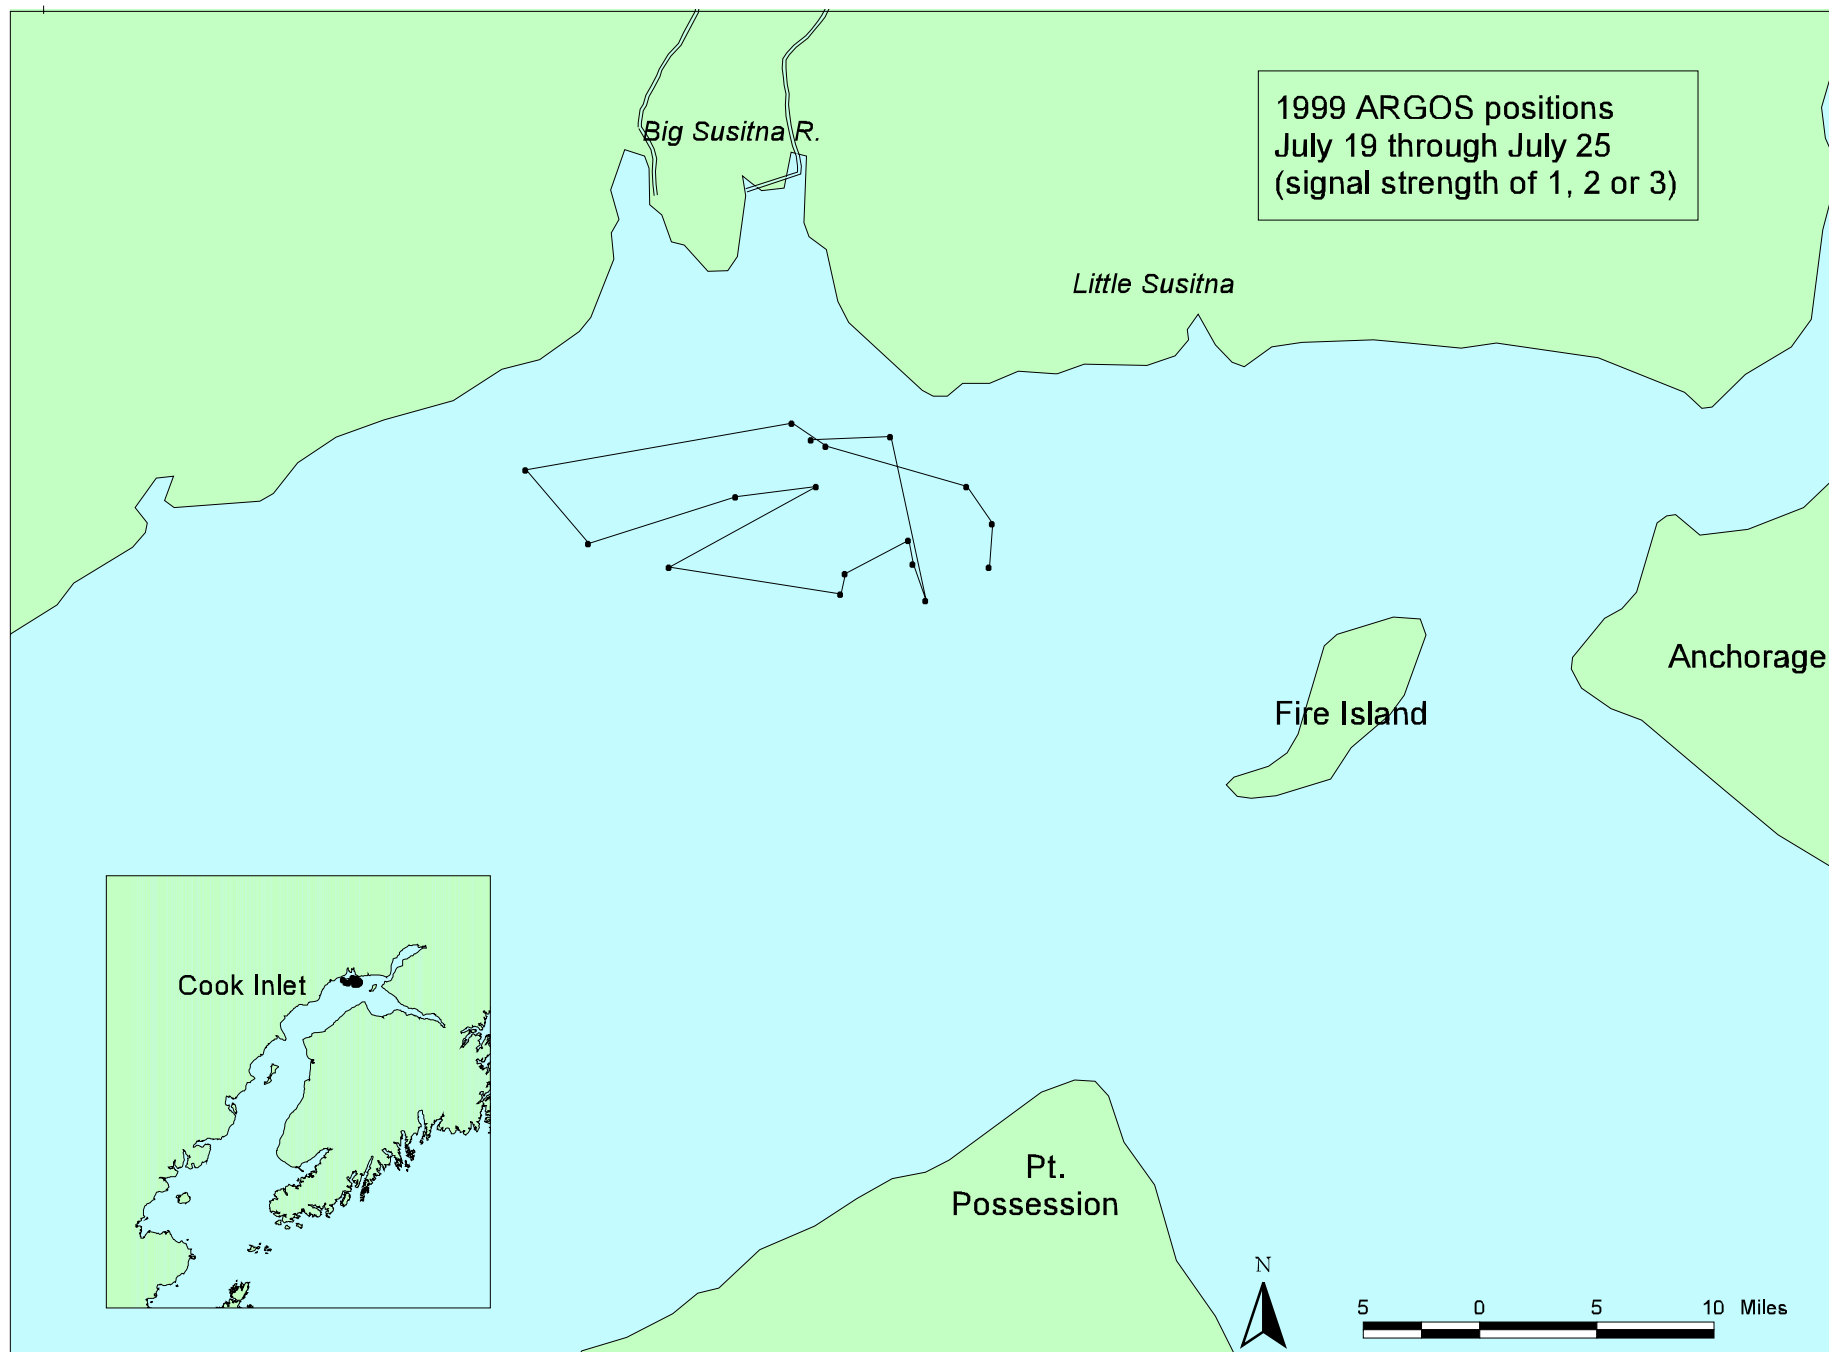 Big Susitna R.
1999 ARGOS positions
July 19 through July 25
(signal strength of 1, 2 or 3)
Little Susitna
Anchorage
Fire Island
Cook Inlet
Pt.
Possession
N
5 0 5 10 Miles